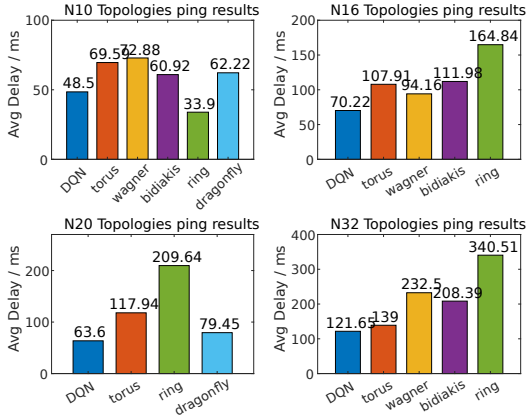 N10 Topologies ping results
Avg Delay / ms
100
50
0
48.5
69.59
72.88
60.92
33.9
62.22
DQN
torus
wagner
bidiakis
ring
dragonfly
N16 Topologies ping results
Avg Delay / ms
200
150
100
50
0
70.22
107.91
94.16
111.98
164.84
DQN
torus
wagner
bidiakis
ring
N20 Topologies ping results
Avg Delay / ms
200
100
0
63.6
117.94
209.64
79.45
DQN
torus
ring
dragonfly
N32 Topologies ping results
Avg Delay / ms
400
300
200
100
0
121.65
139
232.5
208.39
340.51
DQN
torus
wagner
bidiakis
ring